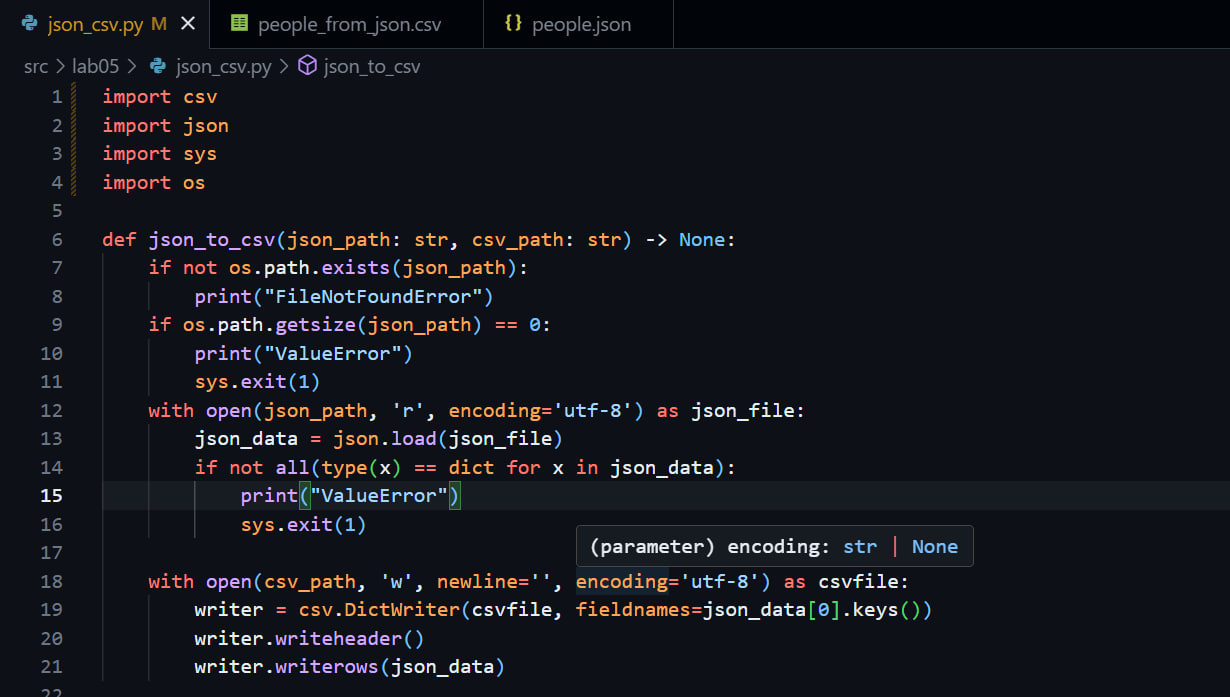 json_csv.py M
people_from_json.csv
people.json
src > lab05 > json_csv.py > json_to_csv
1 import csv
2 import json
3 import sys
4 import os
5
6 def json_to_csv(json_path: str, csv_path: str) -> None:
7     if not os.path.exists(json_path):
8         print("FileNotFoundError")
9     if os.path.getsize(json_path) == 0:
10         print("ValueError")
11         sys.exit(1)
12     with open(json_path, 'r', encoding='utf-8') as json_file:
13         json_data = json.load(json_file)
14         if not all(type(x) == dict for x in json_data):
15             print("ValueError")
16             sys.exit(1)
(parameter) encoding: str | None
17
18     with open(csv_path, 'w', newline='', encoding='utf-8') as csvfile:
19         writer = csv.DictWriter(csvfile, fieldnames=json_data[0].keys())
20         writer.writeheader()
21         writer.writerows(json_data)
22